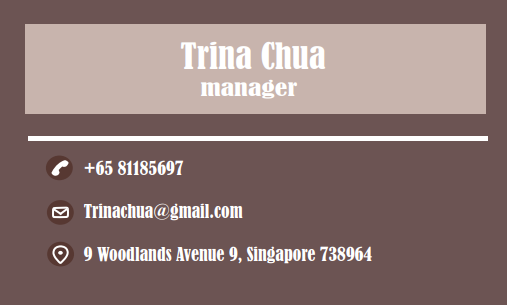 Trina Chua
manager
+65 81185697
Trinachua@gmail.com
9 Woodlands Avenue 9, Singapore 738964